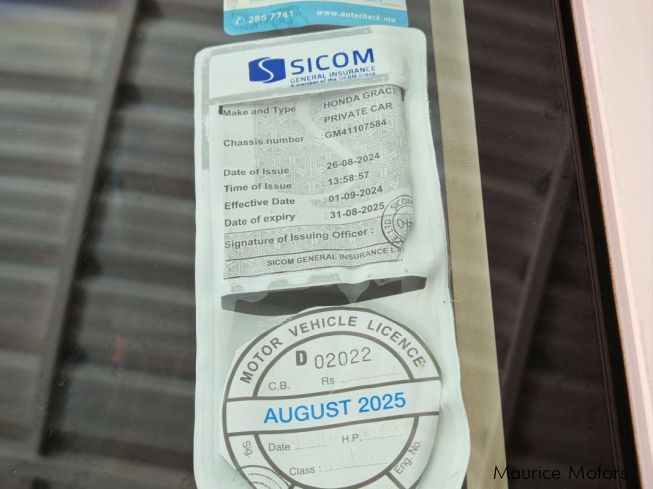 286 7741 www.autocheck.mu
SICOM
GENERAL INSURANCE
A member of the SICOM Group
Make and Type : HONDA GRACE
PRIVATE CAR
Chassis number : GM41107584
Date of Issue : 26-08-2024
Time of Issue : 13:58:57
Effective Date : 01-09-2024
Date of expiry : 31-08-2025
Signature of Issuing Officer :
SICOM GENERAL INSURANCE
SICOM
MOTOR VEHICLE LICENCE
D 02022
C.B. Rs
AUGUST 2025
Date H.P.
Class : Eng. No.
Sig
Maurice Motors